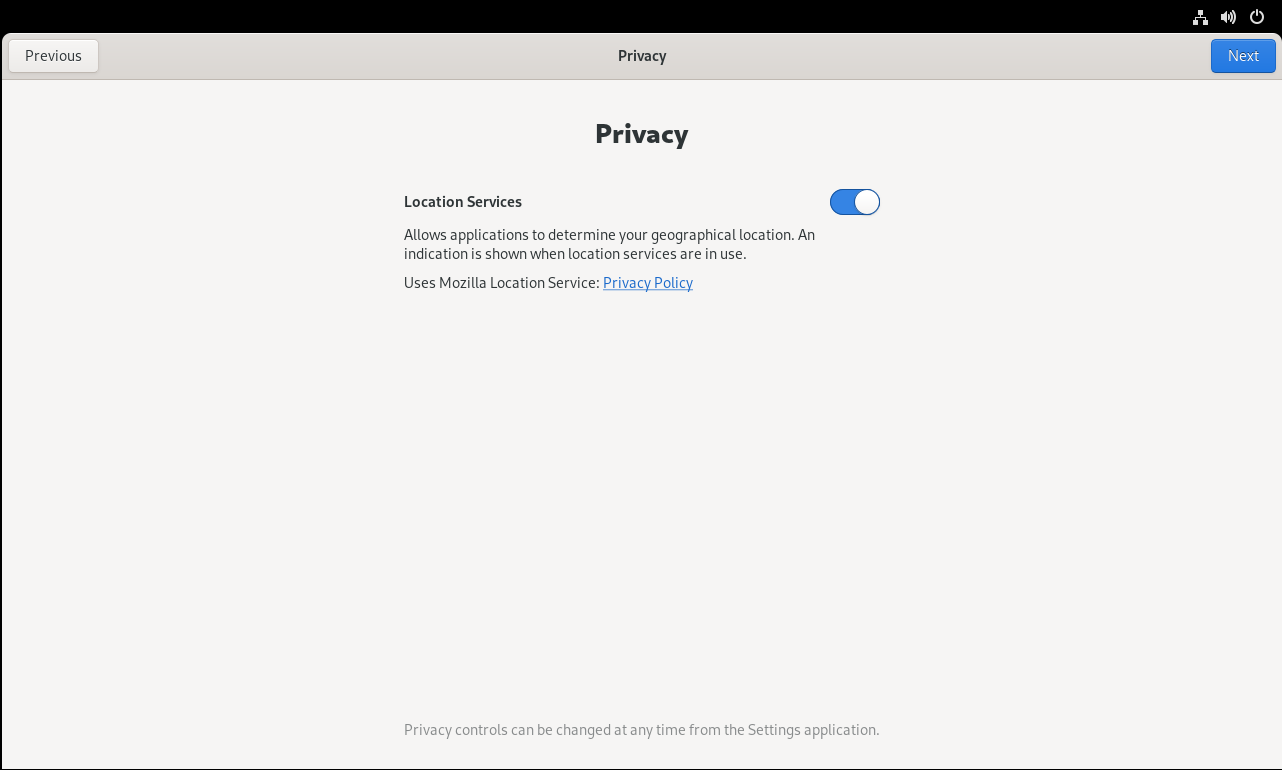 Previous
Privacy
Next
Privacy
Location Services
Allows applications to determine your geographical location. An
indication is shown when location services are in use.
Uses Mozilla Location Service: Privacy Policy
Privacy controls can be changed at any time from the Settings application.